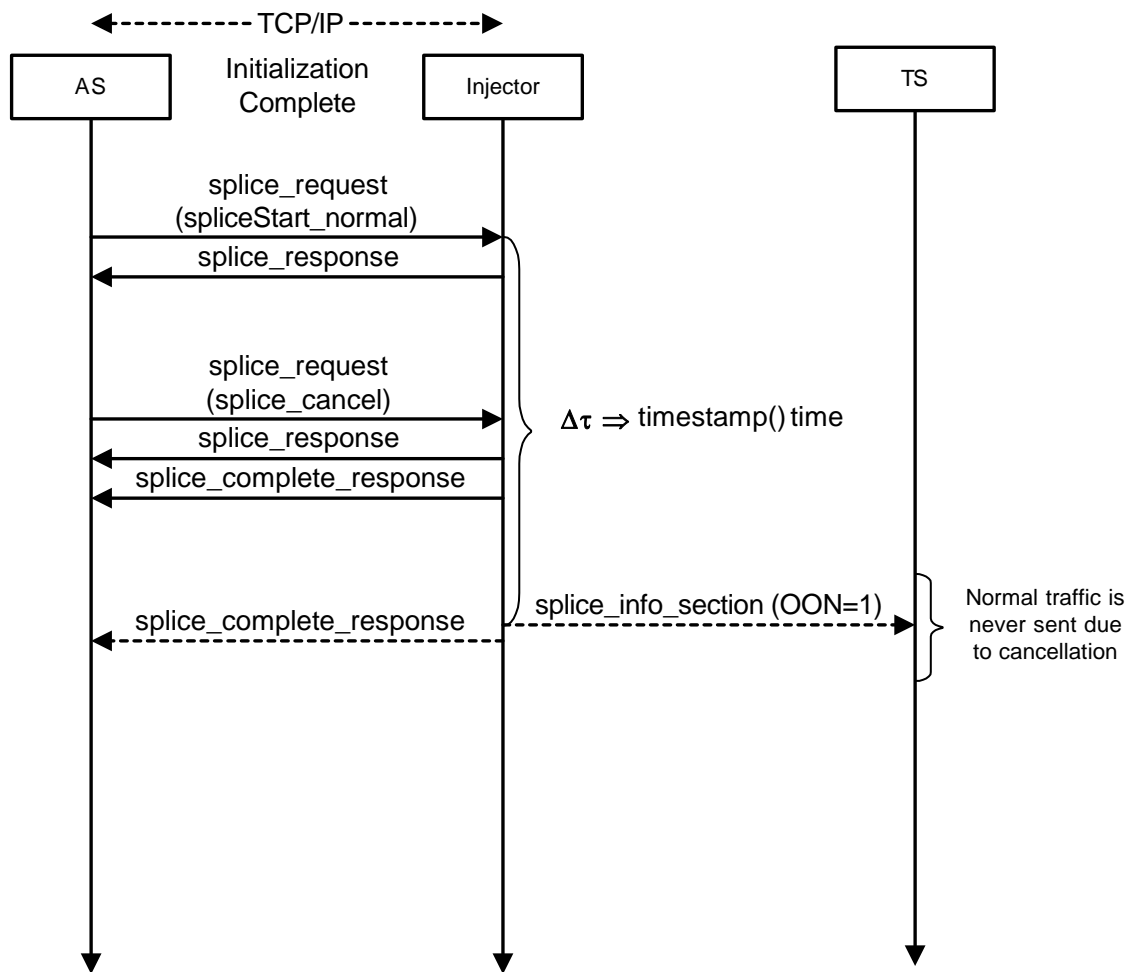 TCP/IP
AS
Initialization
Complete
Injector
TS
splice_request
(spliceStart_normal)
splice_response
splice_request
(splice_cancel)
Δτ ⇒ timestamp() time
splice_response
splice_complete_response
splice_info_section (OON=1)
splice_complete_response
Normal traffic is
never sent due
to cancellation